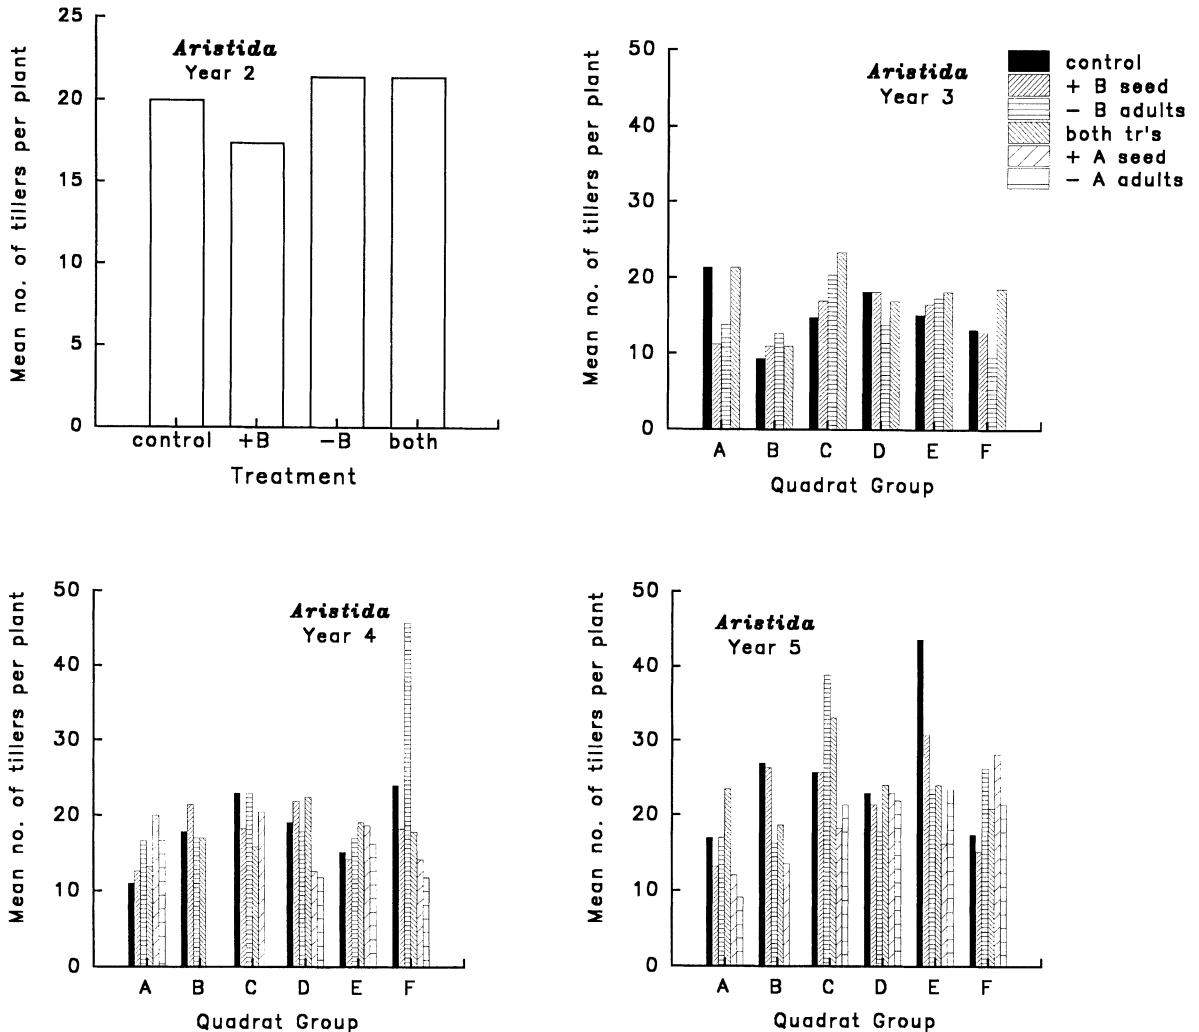 Mean no. of tillers per plant
25
20
15
10
5
0
Aristida
Year 2
control +B −B both
Treatment
Mean no. of tillers per plant
50
40
30
20
10
0
Aristida
Year 3
control
+ B seed
− B adults
both tr's
+ A seed
− A adults
A B C D E F
Quadrat Group
Mean no. of tillers per plant
50
40
30
20
10
0
Aristida
Year 4
A B C D E F
Quadrat Group
Mean no. of tillers per plant
50
40
30
20
10
0
Aristida
Year 5
A B C D E F
Quadrat Group